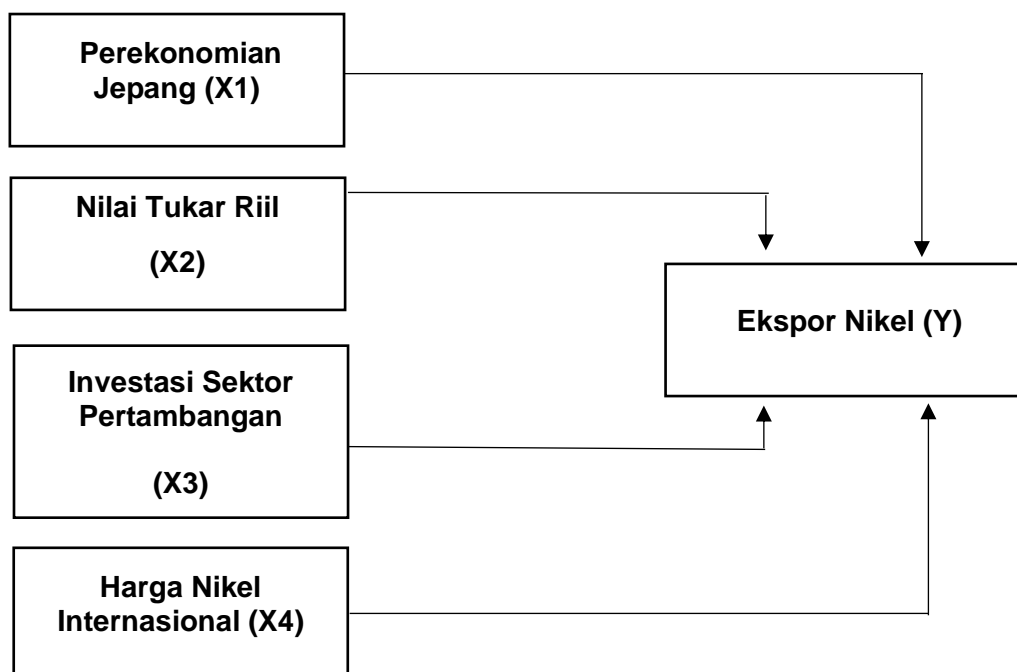 Perekonomian
Jepang (X1)
Nilai Tukar Riil
(X2)
Ekspor Nikel (Y)
Investasi Sektor
Pertambangan
(X3)
Harga Nikel
Internasional (X4)